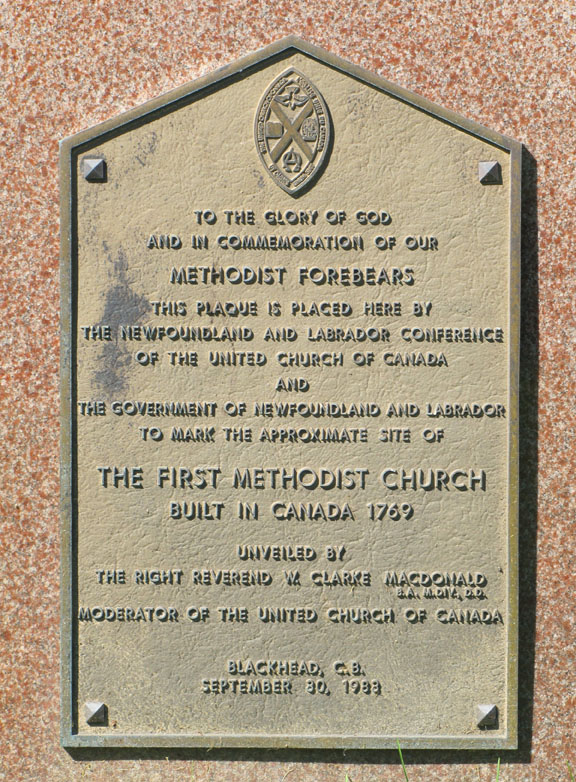 TO THE GLORY OF GOD
AND IN COMMEMORATION OF OUR
METHODIST FOREBEARS
THIS PLAQUE IS PLACED HERE BY
THE NEWFOUNDLAND AND LABRADOR CONFERENCE
OF THE UNITED CHURCH OF CANADA
AND
THE GOVERNMENT OF NEWFOUNDLAND AND LABRADOR
TO MARK THE APPROXIMATE SITE OF
THE FIRST METHODIST CHURCH
BUILT IN CANADA 1769
UNVEILED BY
THE RIGHT REVEREND W. CLARKE MACDONALD
B.A. M.DIV., D.D.
MODERATOR OF THE UNITED CHURCH OF CANADA
BLACKHEAD, C.B.
SEPTEMBER 30, 1983